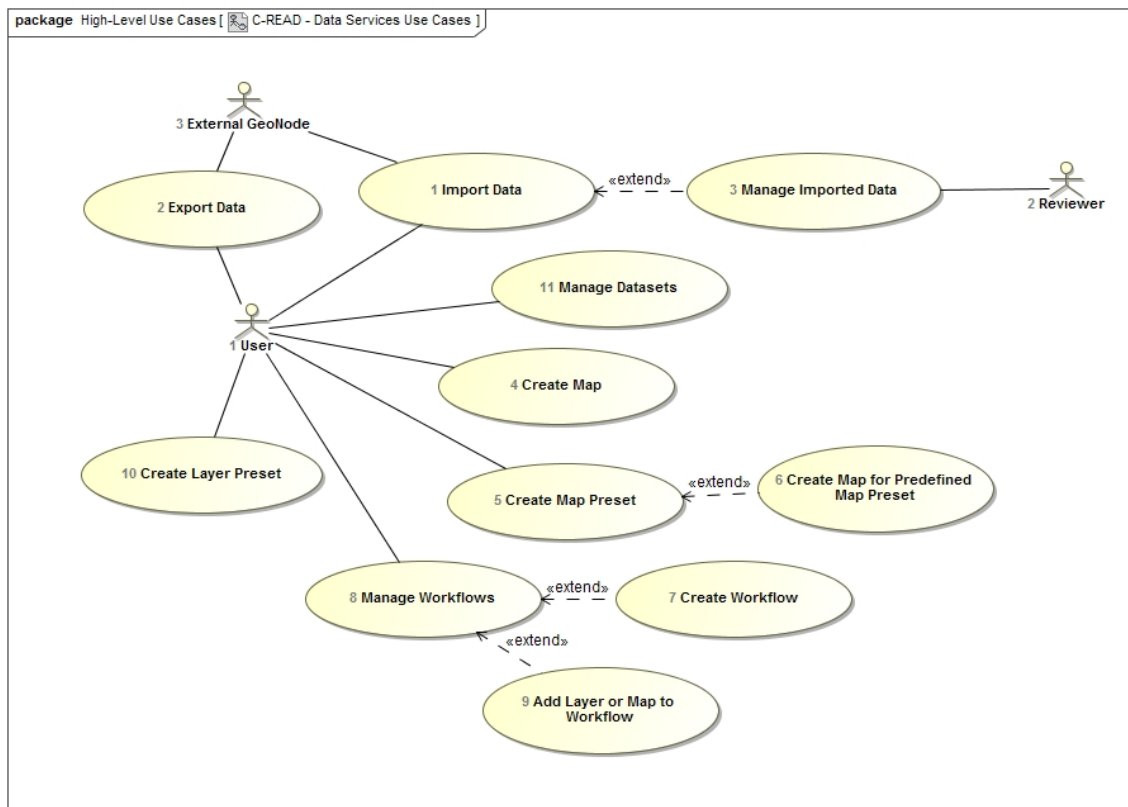 package High-Level Use Cases [ C-READ - Data Services Use Cases ]
3 External GeoNode
1 Import Data
«extend»
3 Manage Imported Data
2 Reviewer
2 Export Data
11 Manage Datasets
1 User
4 Create Map
10 Create Layer Preset
5 Create Map Preset
«extend»
6 Create Map for Predefined
Map Preset
8 Manage Workflows
«extend»
7 Create Workflow
«extend»
9 Add Layer or Map to
Workflow